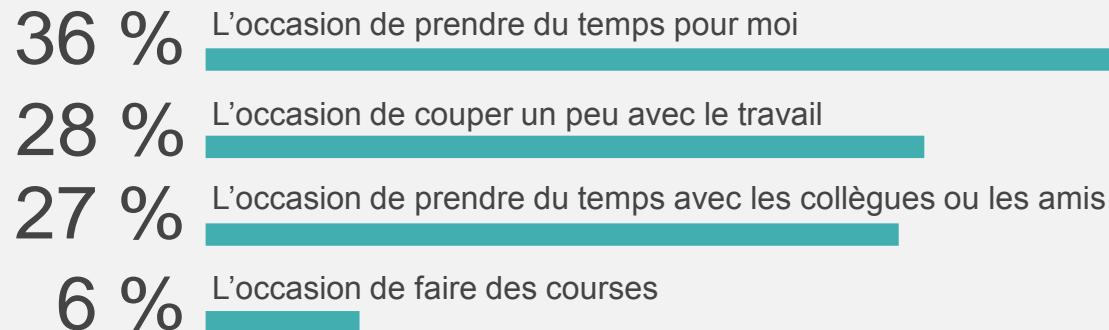 36 % L’occasion de prendre du temps pour moi
28 % L’occasion de couper un peu avec le travail
27 % L’occasion de prendre du temps avec les collègues ou les amis
6 % L’occasion de faire des courses